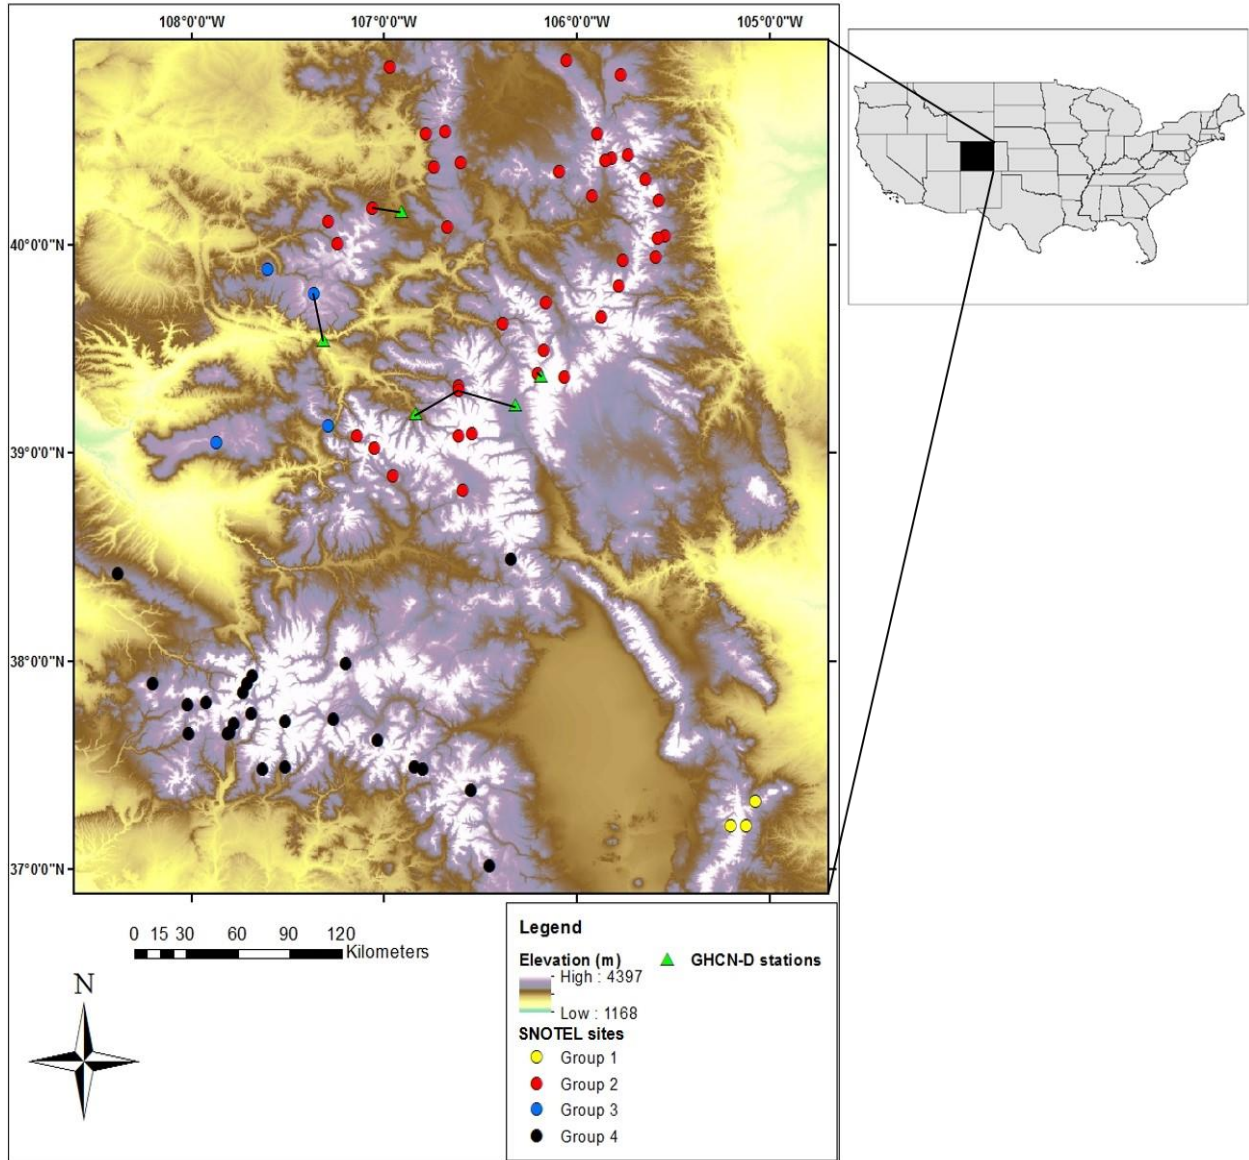 108°0'0"W 107°0'0"W 106°0'0"W 105°0'0"W
40°0'0"N
39°0'0"N
38°0'0"N
37°0'0"N
0 15 30 60 90 120
Kilometers
N
Legend
Elevation (m)
High : 4397
Low : 1168
GHCN-D stations
SNOTEL sites
Group 1
Group 2
Group 3
Group 4